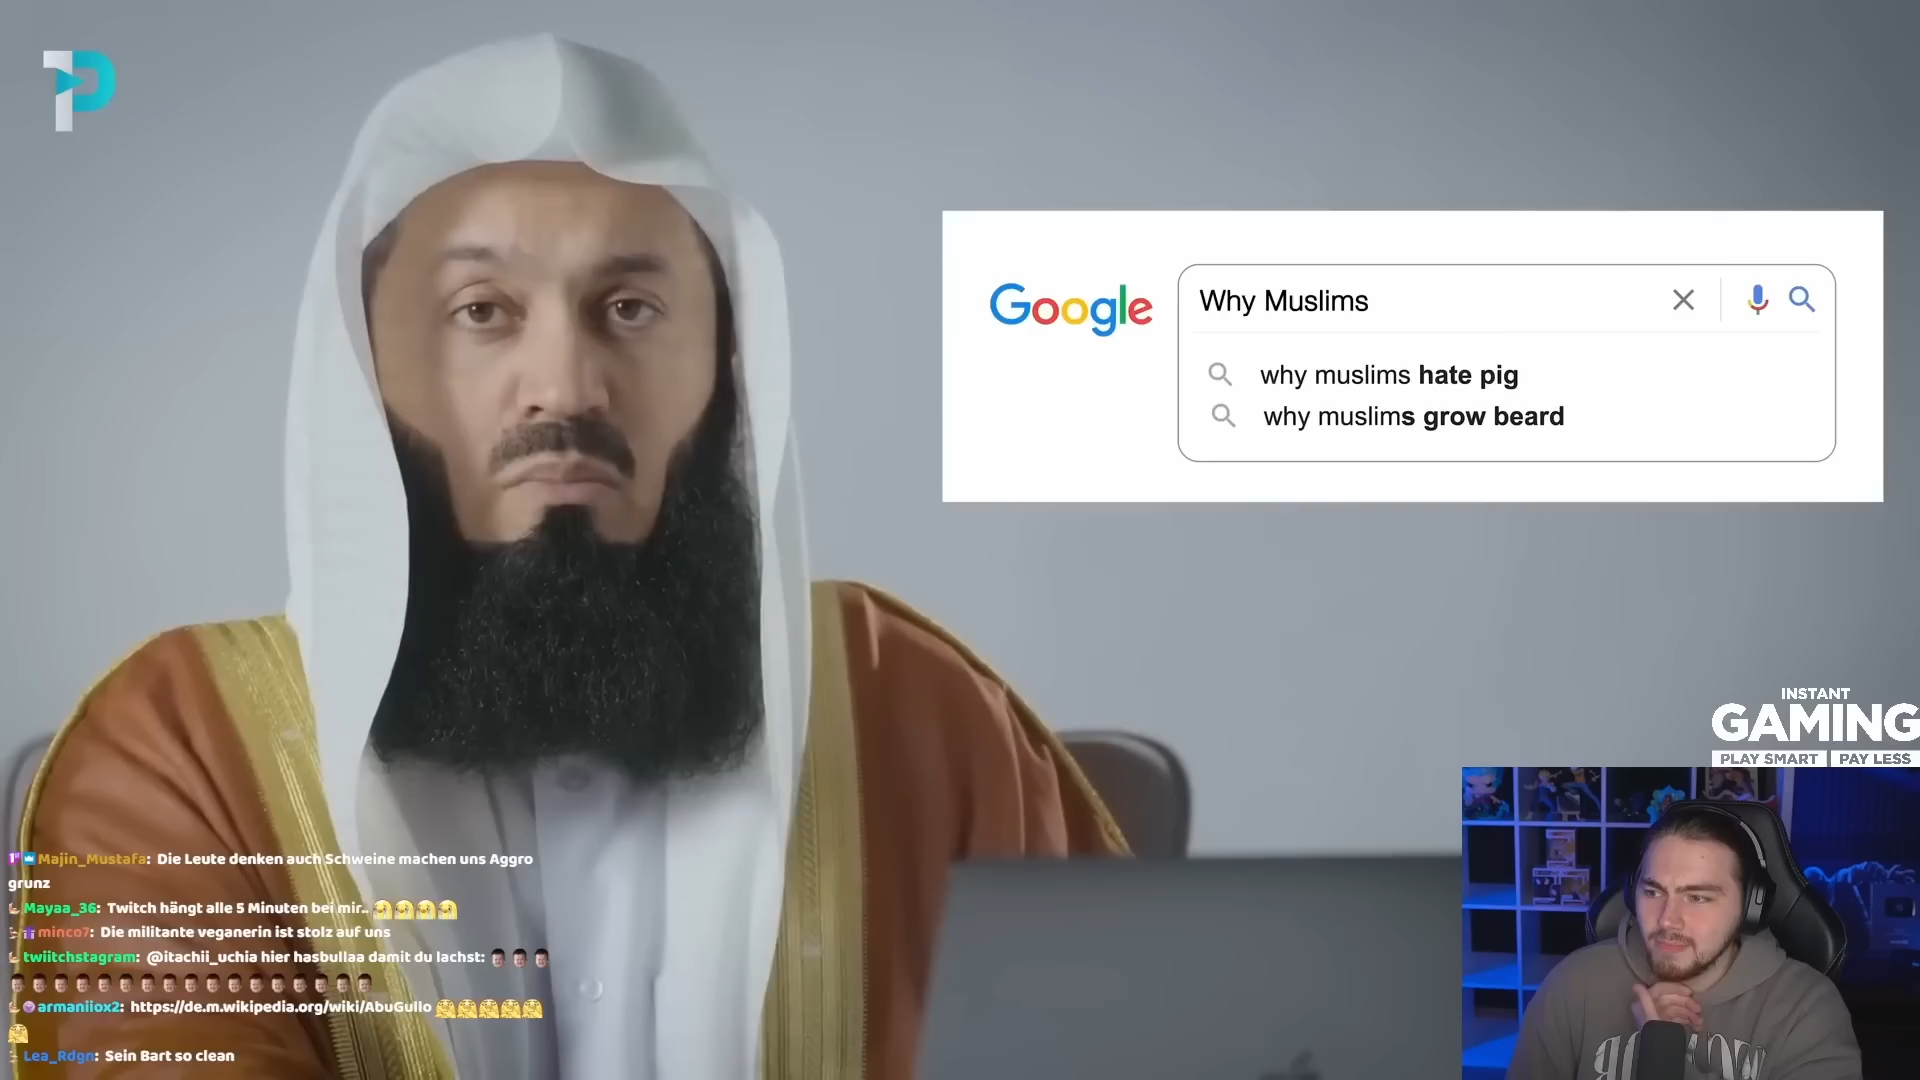 Google
Why Muslims
why muslims hate pig
why muslims grow beard
INSTANT
GAMING
PLAY SMART PAY LESS
Majin_Mustafa: Die Leute denken auch Schweine machen uns Aggro
grunz
Mayaa_36: Twitch hängt alle 5 Minuten bei mir..
minco7: Die militante veganerin ist stolz auf uns
twiitchstagram: @itachii_uchia hier hasbullaa damit du lachst:
armaniiox2: https://de.m.wikipedia.org/wiki/AbuGullo
Lea_Rdgn: Sein Bart so clean